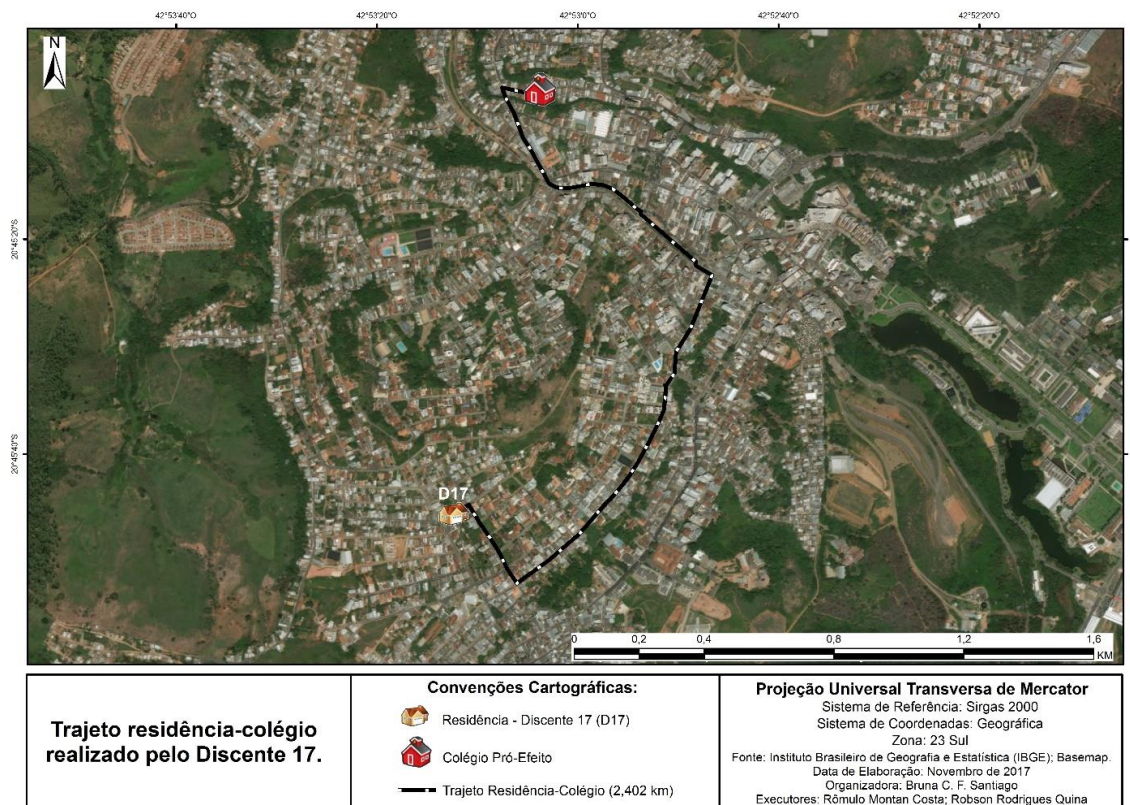 42°53'40"O
42°53'20"O
42°53'0"O
42°52'40"O
42°52'20"O
N
20°45'20"S
20°45'40"S
D17
0
0,2
0,4
0,8
1,2
1,6
KM
Trajeto residência-colégio
realizado pelo Discente 17.
Convenções Cartográficas:
Residência - Discente 17 (D17)
Colégio Pró-Efeito
Trajeto Residência-Colégio (2,402 km)
Projeção Universal Transversa de Mercator
Sistema de Referência: Sirgas 2000
Sistema de Coordenadas: Geográfica
Zona: 23 Sul
Fonte: Instituto Brasileiro de Geografia e Estatística (IBGE); Basemap.
Data de Elaboração: Novembro de 2017
Organizadora: Bruna C. F. Santiago
Executores: Rômulo Montan Costa; Robson Rodrigues Quina